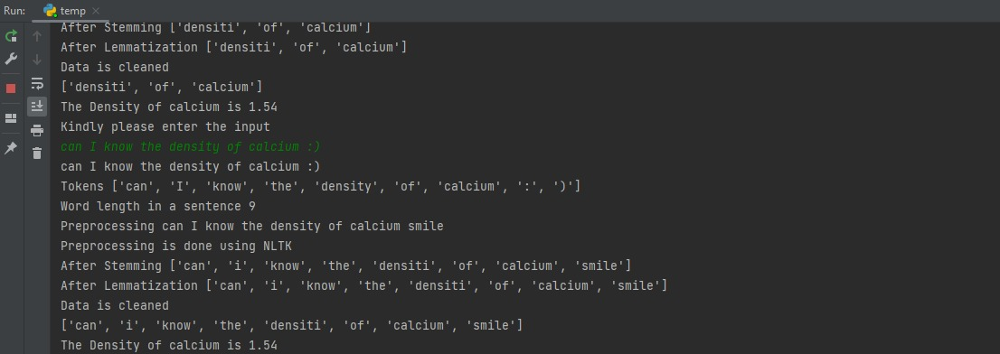 Run: temp
After Stemming ['densiti', 'of', 'calcium']
After Lemmatization ['densiti', 'of', 'calcium']
Data is cleaned
['densiti', 'of', 'calcium']
The Density of calcium is 1.54
Kindly please enter the input
can I know the density of calcium :)
can I know the density of calcium :)
Tokens ['can', 'I', 'know', 'the', 'density', 'of', 'calcium', ':', ')']
Word length in a sentence 9
Preprocessing can I know the density of calcium smile
Preprocessing is done using NLTK
After Stemming ['can', 'i', 'know', 'the', 'densiti', 'of', 'calcium', 'smile']
After Lemmatization ['can', 'i', 'know', 'the', 'densiti', 'of', 'calcium', 'smile']
Data is cleaned
['can', 'i', 'know', 'the', 'densiti', 'of', 'calcium', 'smile']
The Density of calcium is 1.54